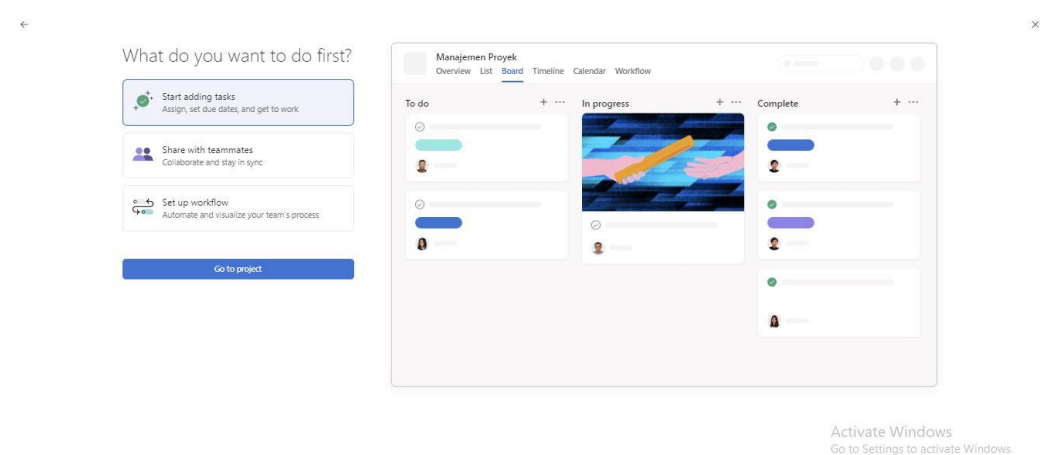 What do you want to do first?
Start adding tasks
Assign, set due dates, and get to work
Share with teammates
Collaborate and stay in sync
Set up workflow
Automate and visualize your team's process
Go to project
Manajemen Proyek
Overview List Board Timeline Calendar Workflow
To do
In progress
Complete
Activate Windows
Go to Settings to activate Windows.